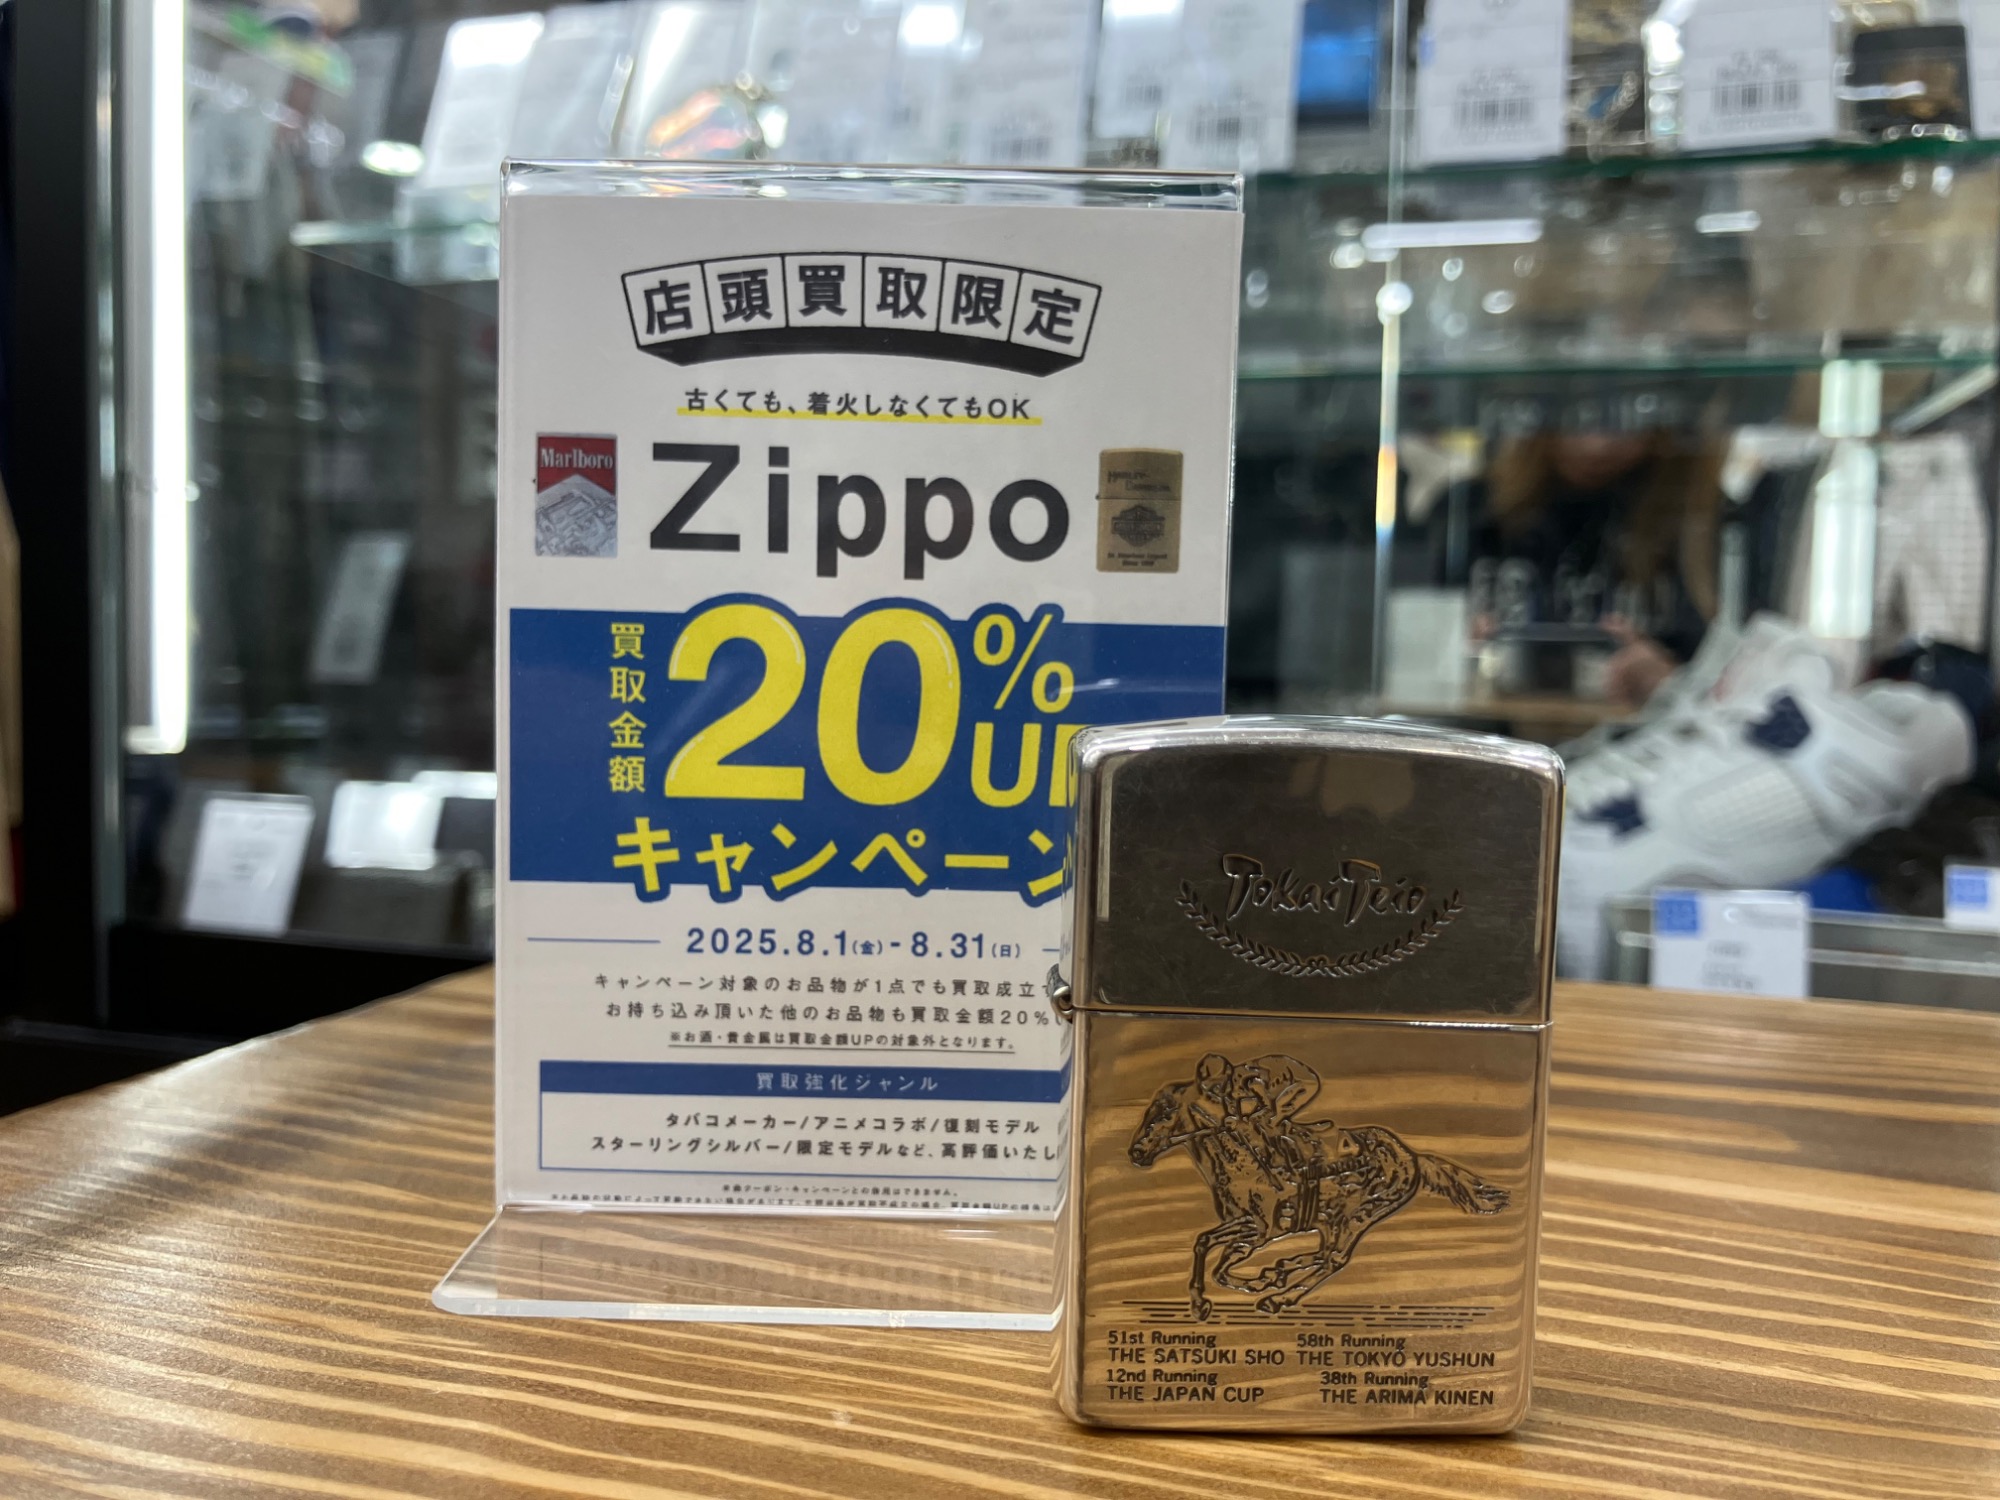 店頭買取限定
古くても、着火しなくてもOK
Marlboro
Zippo
買取金額
20%
UP
キャンペーン
2025.8.1(金)-8.31(日)
キャンペーン対象のお品物が1点でも買取成立
お持ち込み頂いた他のお品物も買取金額20%
※お酒・貴金属は買取金額UPの対象外となります。
買取強化ジャンル
タバコメーカー/アニメコラボ/復刻モデル
スターリングシルバー/限定モデルなど、高評価いたし
Tokai Teio
51st Running
THE SATSUKI SHO
58th Running
THE TOKYO YUSHUN
12nd Running
THE JAPAN CUP
38th Running
THE ARIMA KINEN